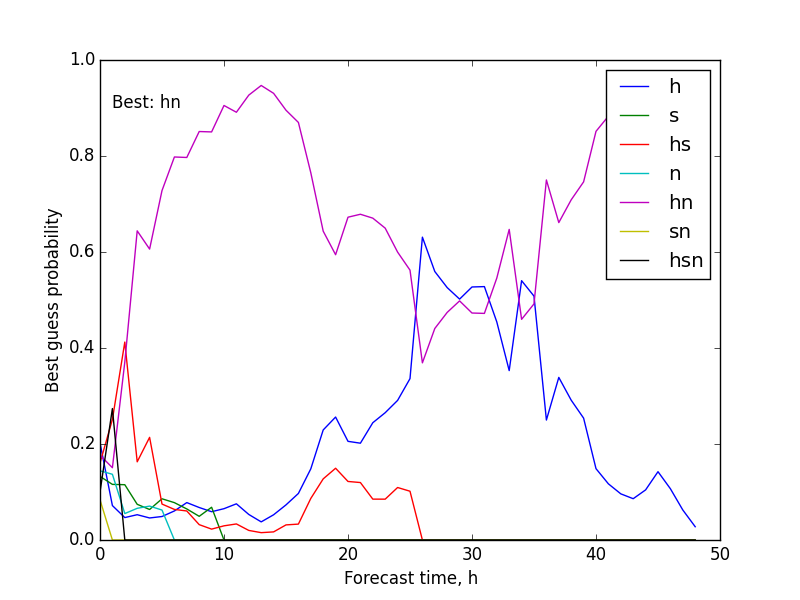 Best: hn
h
s
hs
n
hn
sn
hsn
1.0
0.8
0.6
0.4
0.2
0.0
Best guess probability
0 10 20 30 40 50
Forecast time, h